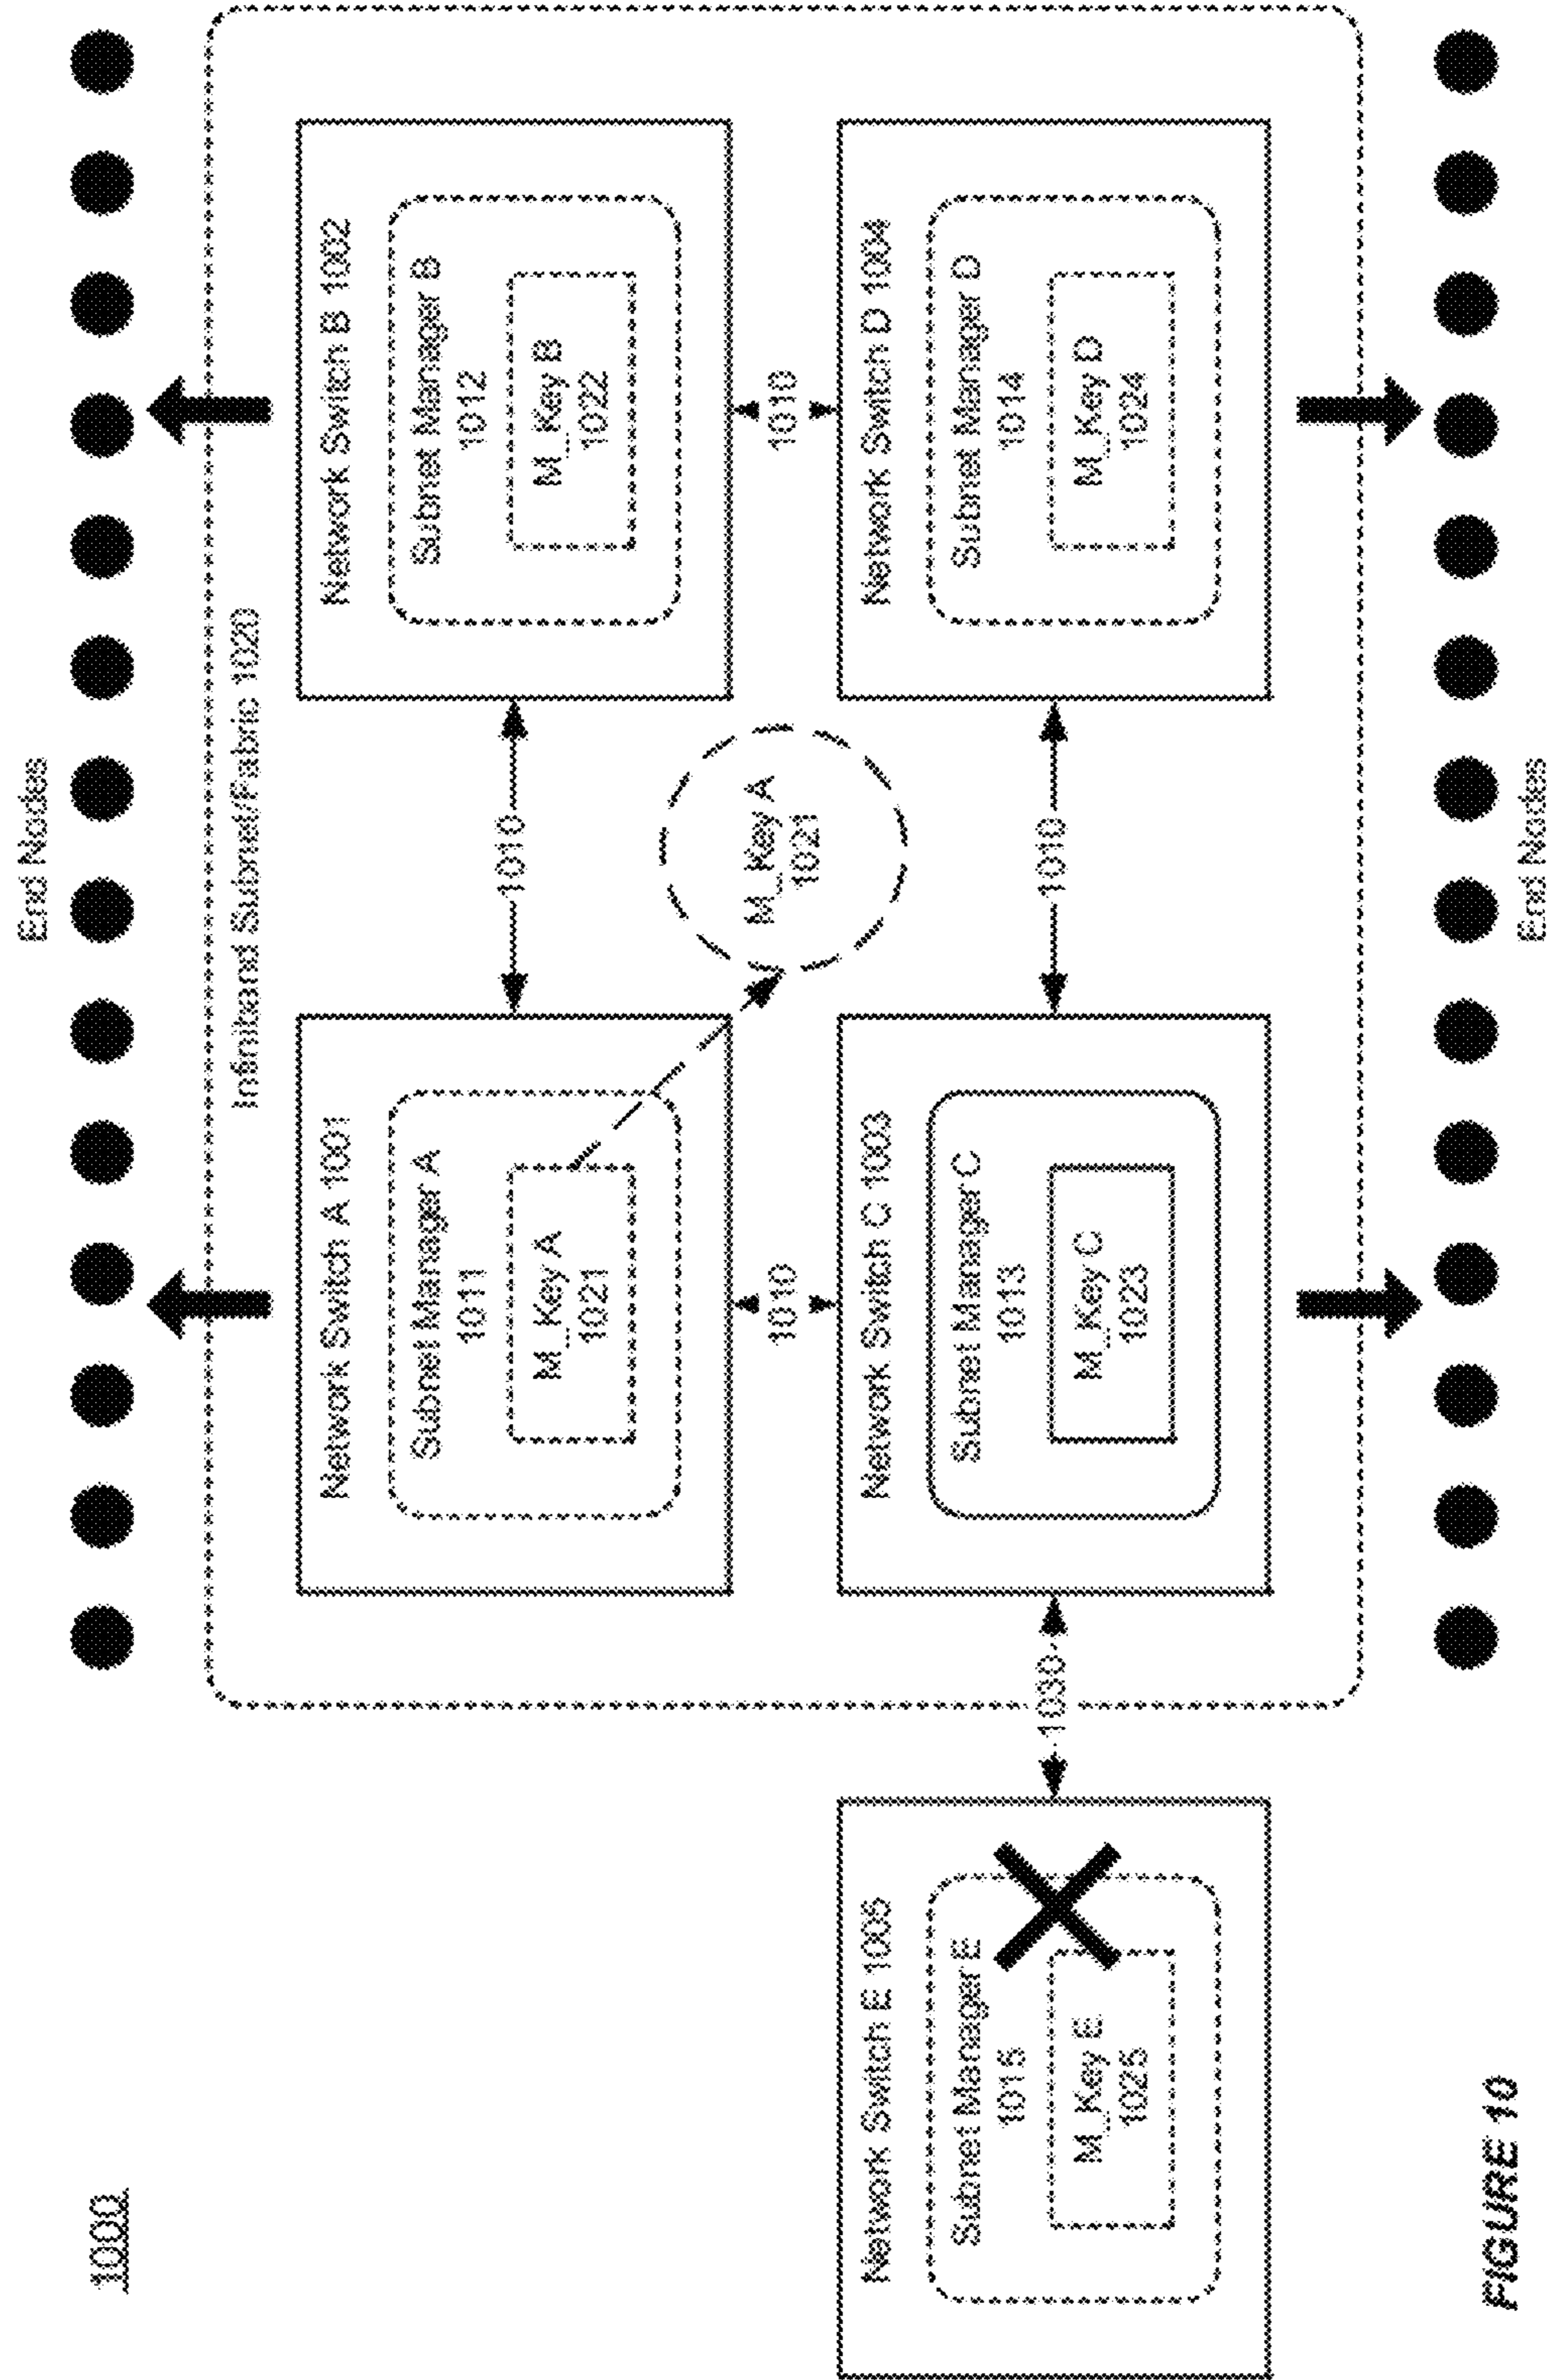 1000
End Nodes
Infiniband Subnet/Fabric 1020
Network Switch A 1001
Subnet Manager A
1011
M_Key A
1021
1010
Network Switch B 1002
Subnet Manager B
1012
M_Key B
1022
1010
M_Key A
1021
1010
Network Switch E 1005
Subnet Manager E
1015
M_Key E
1025
1030
Network Switch C 1003
Subnet Manager C
1013
M_Key C
1023
1010
Network Switch D 1004
Subnet Manager D
1014
M_Key D
1024
End Nodes
FIGURE 10